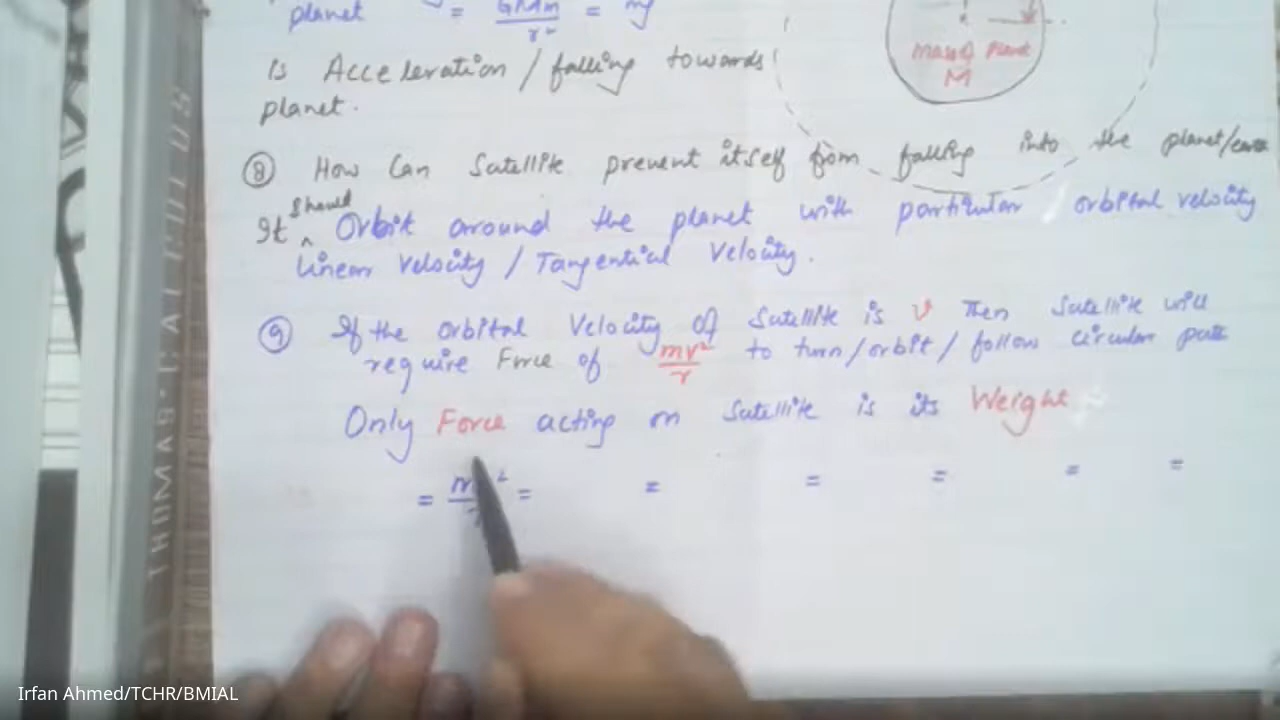 planet = GMm/r² = mg
is Acceleration / falling towards
planet.
⑧ How Can Satellite prevent itself from falling into the planet/earth
It should Orbit around the planet with particular orbital velocity
Linear Velocity / Tangential Velocity.
⑨ If the orbital Velocity of Satellite is v Then Satellite will
require Force of mv²/r to turn/orbit/follow circular path
Only Force acting on Satellite is its Weight
= = = = = = =
Mass of Planet
M
THOMAS' CALCULUS
Irfan Ahmed/TCHR/BMIAL